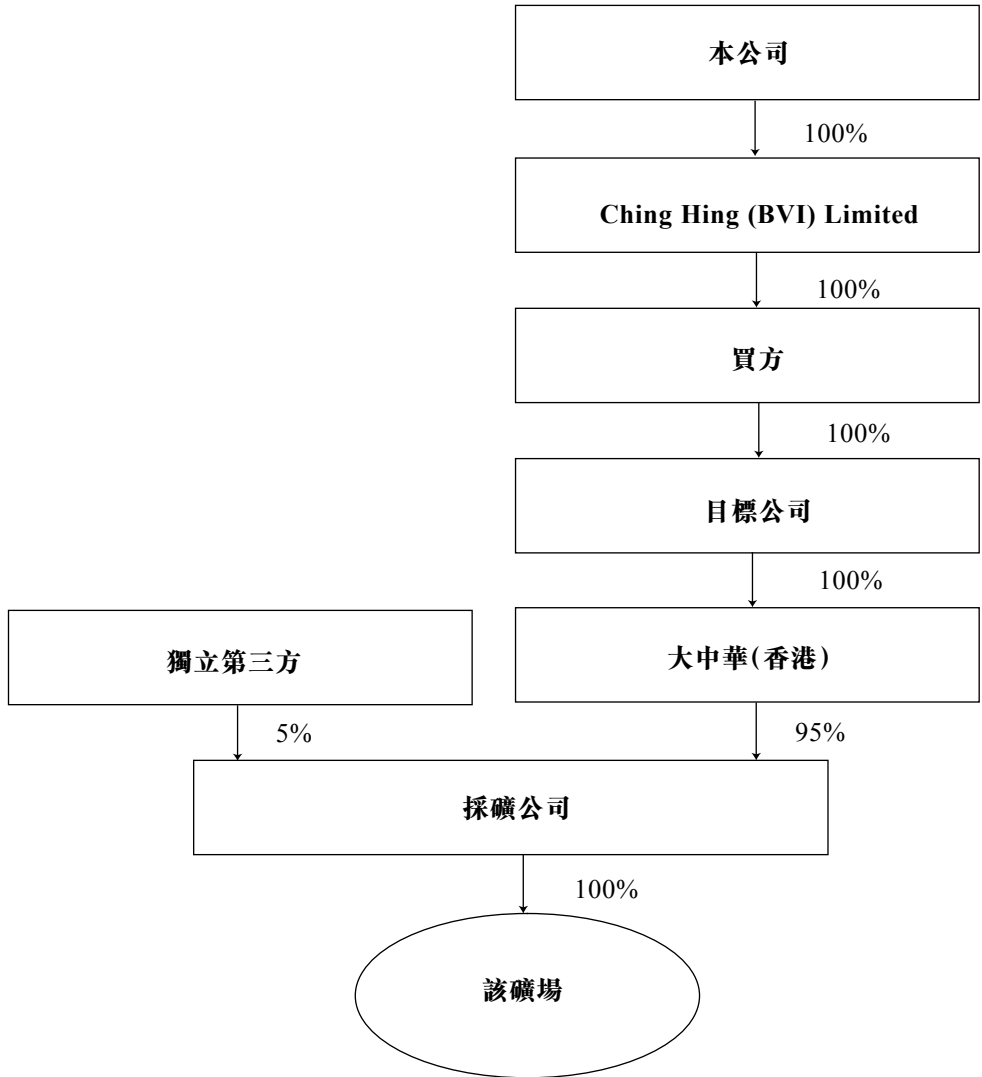 本公司
100%
Ching Hing (BVI) Limited
100%
買方
100%
目標公司
100%
獨立第三方
大中華(香港)
5%
95%
採礦公司
100%
該礦場